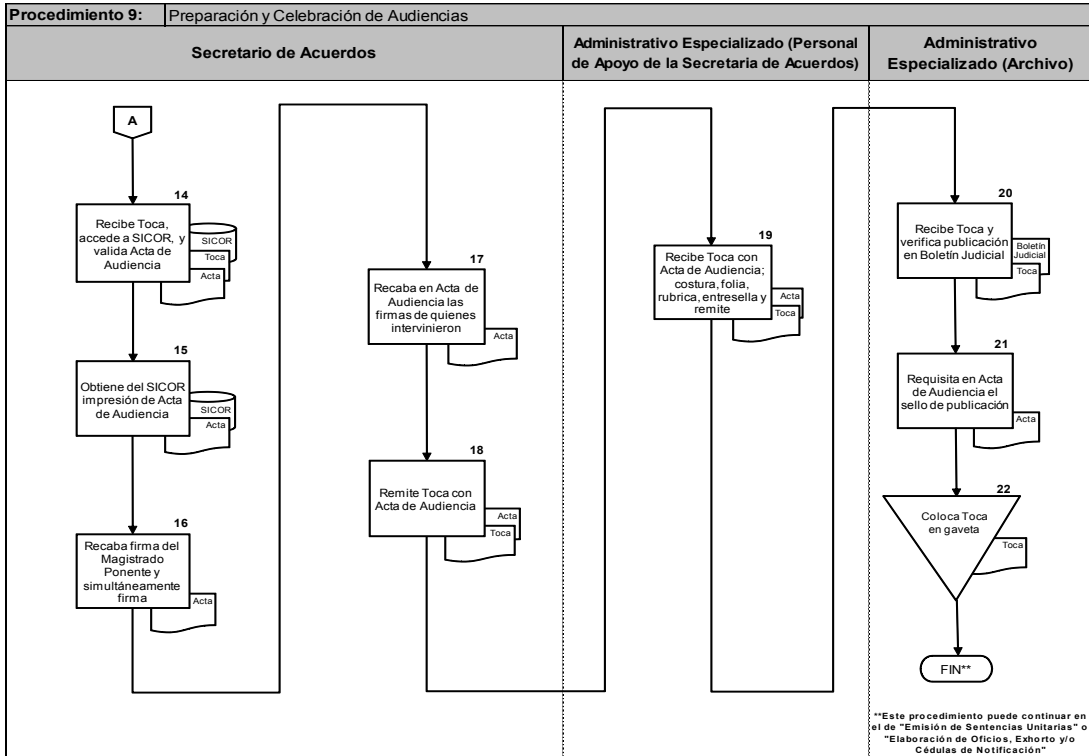 Procedimiento 9: Preparación y Celebración de Audiencias
Secretario de Acuerdos
Administrativo Especializado (Personal
de Apoyo de la Secretaria de Acuerdos)
Administrativo
Especializado (Archivo)
A
14
Recibe Toca,
accede a SICOR, y
valida Acta de
Audiencia
SICOR
Toca
Acta
15
Obtiene del SICOR
impresión de Acta
de Audiencia
SICOR
Acta
16
Recaba firma del
Magistrado
Ponente y
simultáneamente
firma
Acta
17
Recaba en Acta de
Audiencia las
firmas de quienes
intervinieron
Acta
18
Remite Toca con
Acta de Audiencia
Acta
Toca
19
Recibe Toca con
Acta de Audiencia;
costura, folia,
rubrica, entresella y
remite
Acta
Toca
20
Recibe Toca y
verifica publicación
en Boletín Judicial
Boletín
Judicial
Toca
21
Requisita en Acta
de Audiencia el
sello de publicación
Acta
22
Coloca Toca
en gaveta
Toca
FIN**
**Este procedimiento puede continuar en
el de "Emisión de Sentencias Unitarias" o
"Elaboración de Oficios, Exhorto y/o
Cédulas de Notificación"